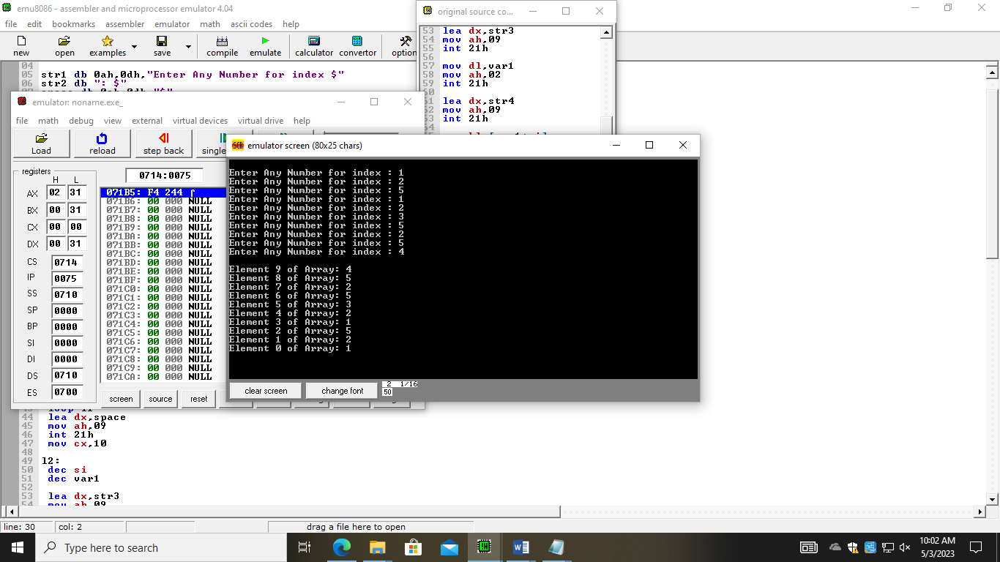 emu8086 - assembler and microprocessor emulator 4.04
file edit bookmarks assembler emulator math ascii codes help
new open examples save compile emulate calculator convertor option
04
05 str1 db 0ah,0dh,"Enter Any Number for index $"
06 str2 db ": $"
original source co...
53 lea dx,str3
54 mov ah,09
55 int 21h
56
57 mov dl,var1
58 mov ah,02
59 int 21h
60
61 lea dx,str4
62 mov ah,09
63 int 21h
emulator: noname.exe_
file math debug view external virtual devices virtual drive help
Load reload step back single
registers
H L
AX 02 31
BX 00 31
CX 00 00
DX 00 31
CS 0714
IP 0075
SS 0710
SP 0000
BP 0000
SI 0000
DI 0000
DS 0710
ES 0700
0714:0075
071B5: F4 244 ⌠
071B6: 00 000 NULL
071B7: 00 000 NULL
071B8: 00 000 NULL
071B9: 00 000 NULL
071BA: 00 000 NULL
071BB: 00 000 NULL
071BC: 00 000 NULL
071BD: 00 000 NULL
071BE: 00 000 NULL
071BF: 00 000 NULL
071C0: 00 000 NULL
071C1: 00 000 NULL
071C2: 00 000 NULL
071C3: 00 000 NULL
071C4: 00 000 NULL
071C5: 00 000 NULL
071C6: 00 000 NULL
071C7: 00 000 NULL
071C8: 00 000 NULL
071C9: 00 000 NULL
071CA: 00 000 NULL
screen source reset
SCR emulator screen (80x25 chars)
Enter Any Number for index : 1
Enter Any Number for index : 2
Enter Any Number for index : 5
Enter Any Number for index : 1
Enter Any Number for index : 2
Enter Any Number for index : 3
Enter Any Number for index : 5
Enter Any Number for index : 2
Enter Any Number for index : 5
Enter Any Number for index : 4
Element 9 of Array: 4
Element 8 of Array: 5
Element 7 of Array: 2
Element 6 of Array: 5
Element 5 of Array: 3
Element 4 of Array: 2
Element 3 of Array: 1
Element 2 of Array: 5
Element 1 of Array: 2
Element 0 of Array: 1
clear screen change font 2 1/16
50
44 lea dx,space
45 mov ah,09
46 int 21h
47 mov cx,10
48
49 l2:
50 dec si
51 dec var1
52
53 lea dx,str3
54 mov ah,09
line: 30 col: 2 drag a file here to open
Type here to search
10:02 AM
5/3/2023